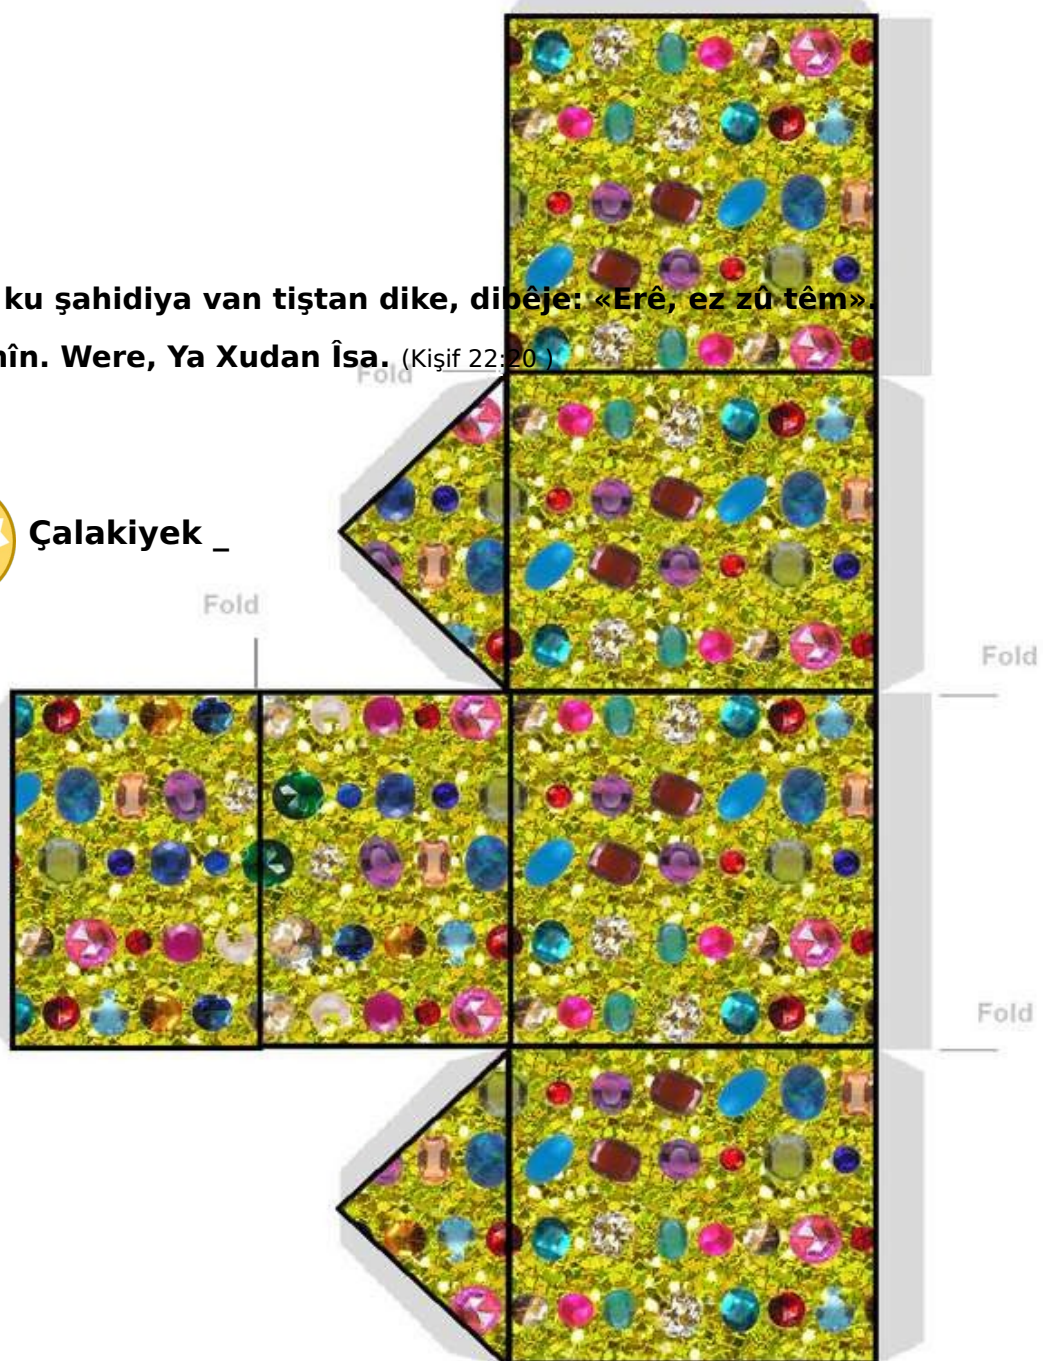 ku şahidiya van tiştan dike, dibêje: «Erê, ez zû têm».
Were, Ya Xudan Îsa. (Kişif 22:20 )
Fold
Çalakiyek _
Fold
Fold
Fold